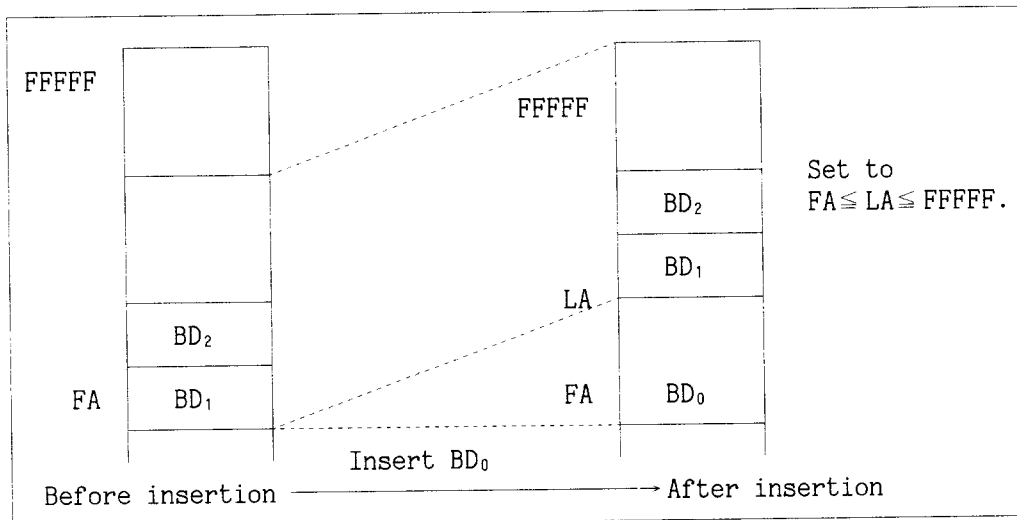 FFFFF
FFFFF
Set to
FA≦LA≦FFFFF.
BD₂
BD₁
LA
BD₂
FA
BD₁
FA
BD₀
Insert BD₀
Before insertion
After insertion